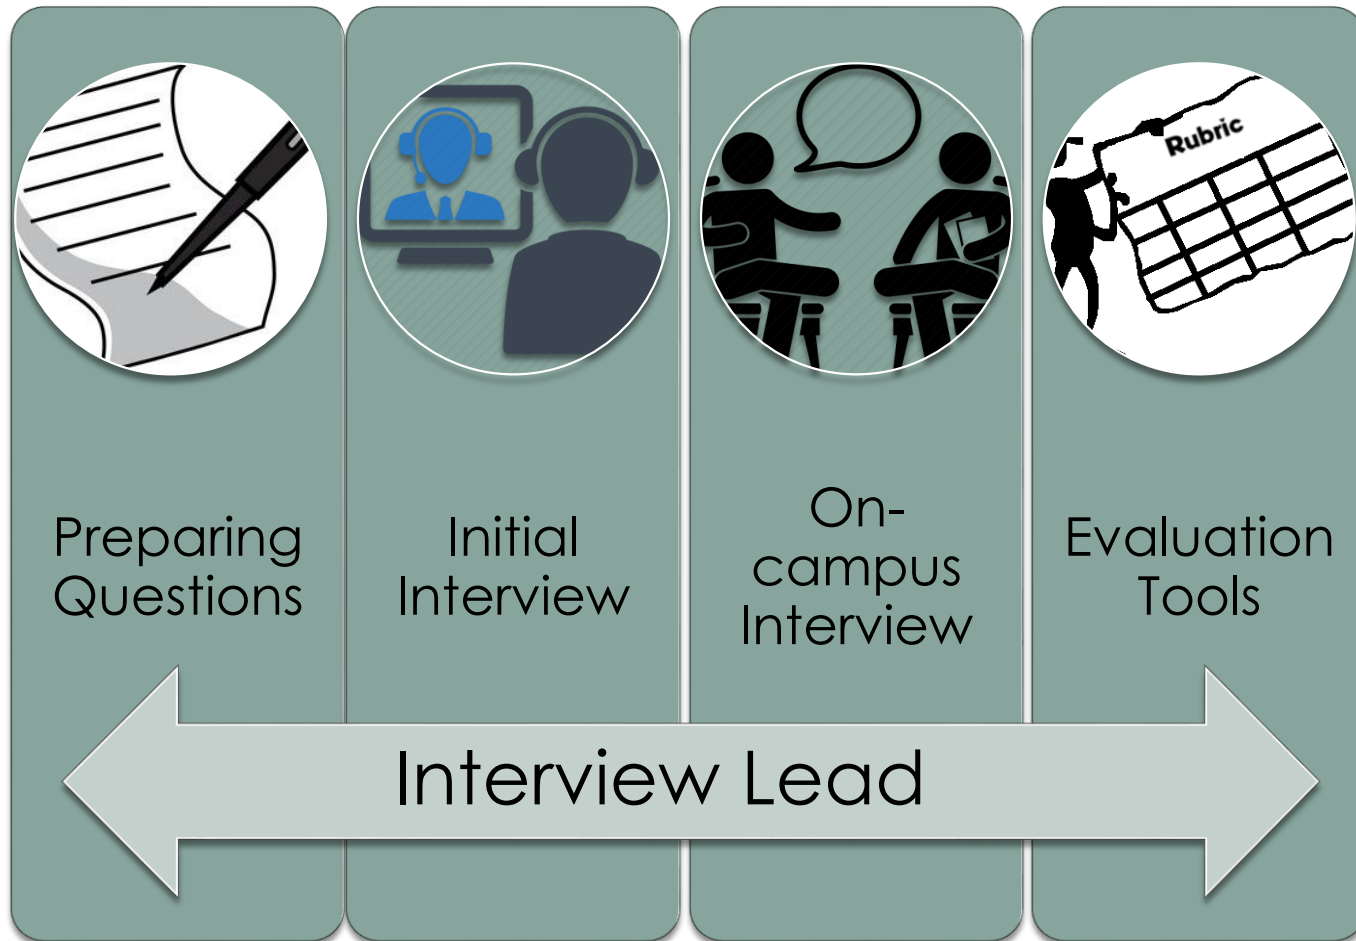 Rubric
Preparing
Questions
Initial
Interview
On-
campus
Interview
Evaluation
Tools
Interview Lead